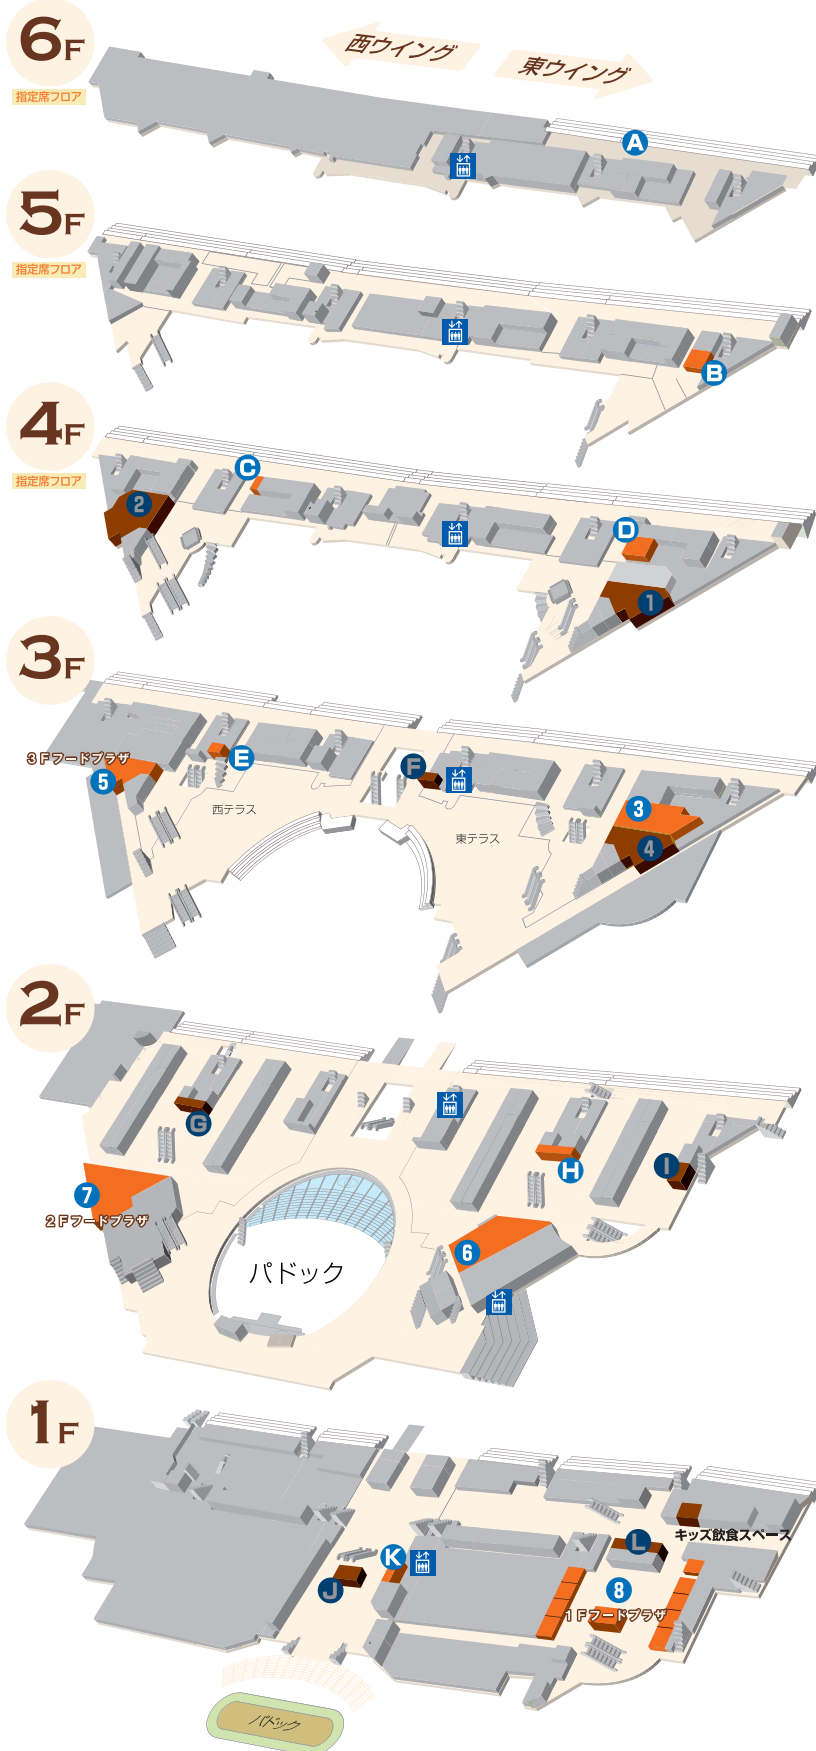 6F
指定席フロア
西ウイング
東ウイング
A
5F
指定席フロア
B
4F
指定席フロア
C
2
D
1
3F
3Fフードプラザ
5
E
F
西テラス
東テラス
3
4
2F
G
H
I
7
2Fフードプラザ
6
パドック
1F
キッズ飲食スペース
L
K
J
8
1Fフードプラザ
パドック